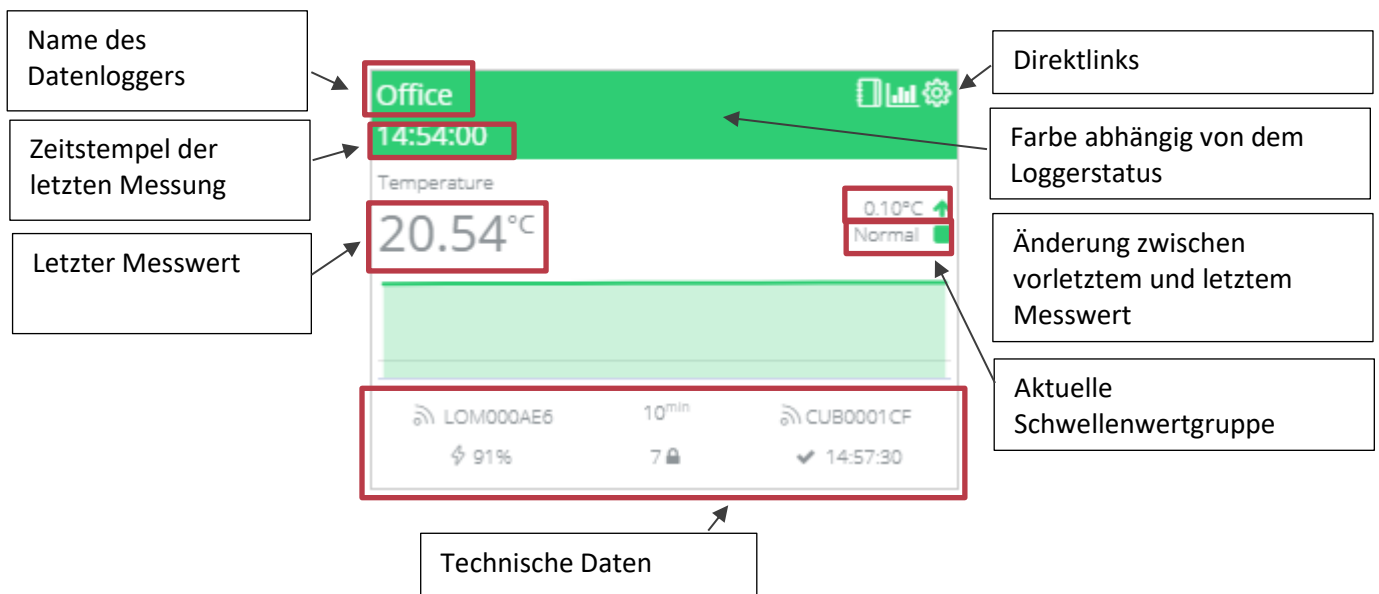 Name des
Datenloggers
Zeitstempel der
letzten Messung
Letzter Messwert
Office
14:54:00
Temperature
20.54°C
0.10°C
Normal
LOM000AE6
10min
CUB0001CF
91%
7
14:57:30
Direktlinks
Farbe abhängig von dem
Loggerstatus
Änderung zwischen
vorletztem und letztem
Messwert
Aktuelle
Schwellenwertgruppe
Technische Daten